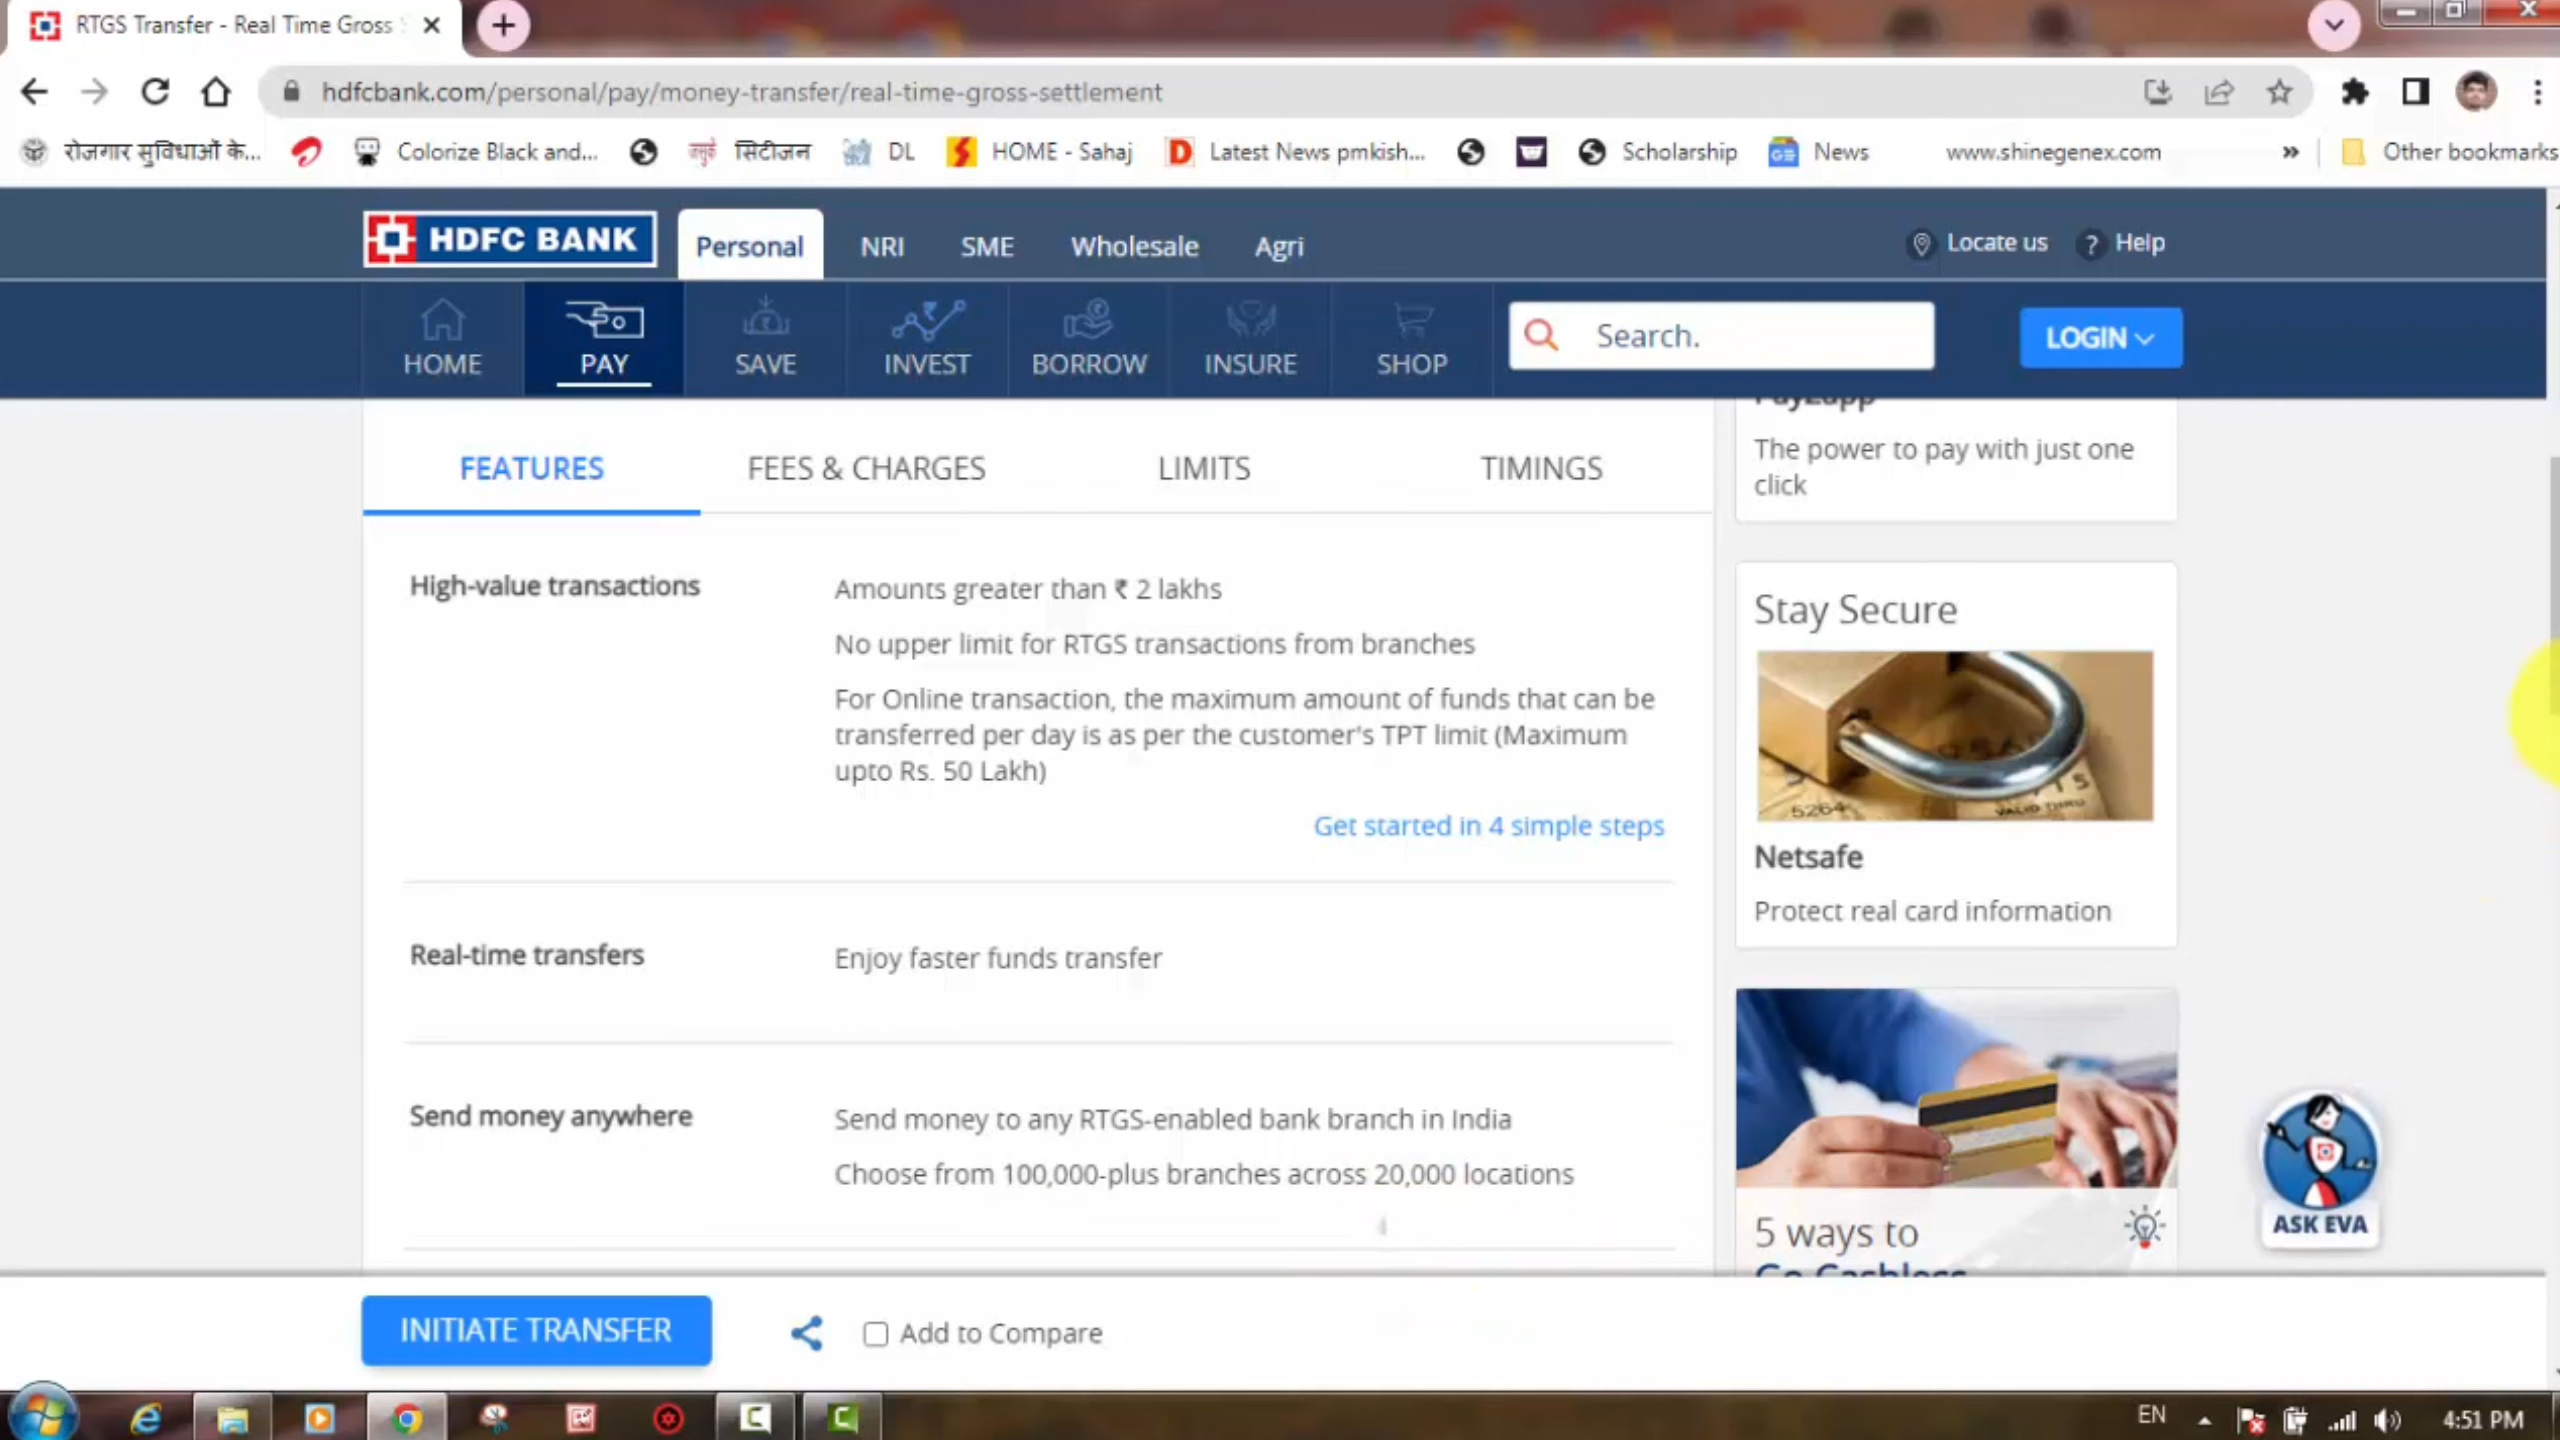 RTGS Transfer - Real Time Gross
hdfcbank.com/personal/pay/money-transfer/real-time-gross-settlement
रोजगार सुविधाओं के...
Colorize Black and...
सिटीजन
DL
HOME - Sahaj
Latest News pmkish...
Scholarship
News
www.shinegenex.com
Other bookmarks
HDFC BANK
Personal
NRI
SME
Wholesale
Agri
Locate us
Help
HOME
PAY
SAVE
INVEST
BORROW
INSURE
SHOP
Search.
LOGIN
FEATURES
FEES & CHARGES
LIMITS
TIMINGS
High-value transactions
Amounts greater than ₹ 2 lakhs
No upper limit for RTGS transactions from branches
For Online transaction, the maximum amount of funds that can be
transferred per day is as per the customer's TPT limit (Maximum
upto Rs. 50 Lakh)
Get started in 4 simple steps
Real-time transfers
Enjoy faster funds transfer
Send money anywhere
Send money to any RTGS-enabled bank branch in India
Choose from 100,000-plus branches across 20,000 locations
PayZapp
The power to pay with just one
click
Stay Secure
5264
VALID THRU
Netsafe
Protect real card information
5 ways to
Go Cashless
ASK EVA
INITIATE TRANSFER
Add to Compare
EN
4:51 PM